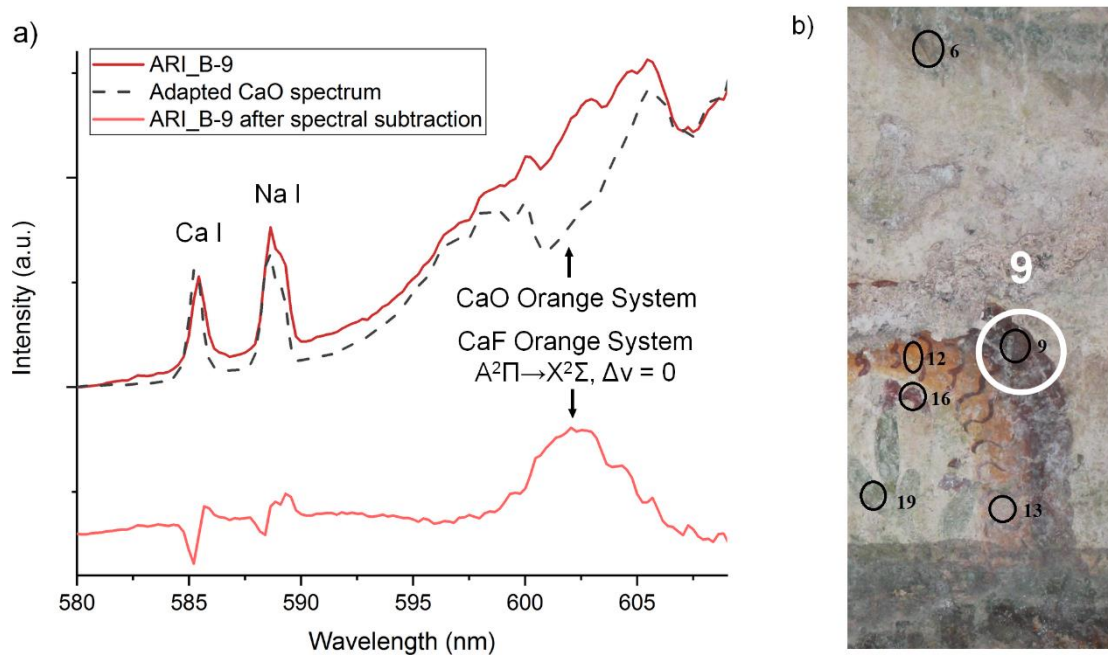 a)
ARI_B-9
Adapted CaO spectrum
ARI_B-9 after spectral subtraction
Ca I
Na I
CaO Orange System
CaF Orange System
A²Π→X²Σ, Δv = 0
Intensity (a.u.)
580 585 590 595 600 605
Wavelength (nm)
b)
6
9
9
12
16
19
13